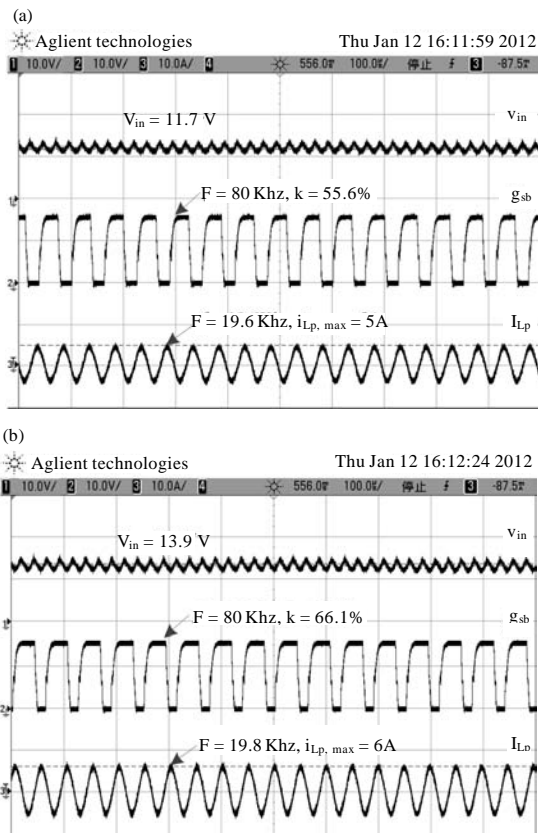 (a)
Aglient technologies Thu Jan 12 16:11:59 2012
1 10.0V/ 2 10.0V/ 3 10.0A/ 4 556.0 100.0 停止 3 -87.5
V_in = 11.7 V
v_in
F = 80 Khz, k = 55.6%
g_sb
F = 19.6 Khz, i_Lp, max = 5A
I_Lp
(b)
Aglient technologies Thu Jan 12 16:12:24 2012
1 10.0V/ 2 10.0V/ 3 10.0A/ 4 556.0 100.0 停止 3 -87.5
V_in = 13.9 V
v_in
F = 80 Khz, k = 66.1%
g_sb
F = 19.8 Khz, i_Lp, max = 6A
I_Lp